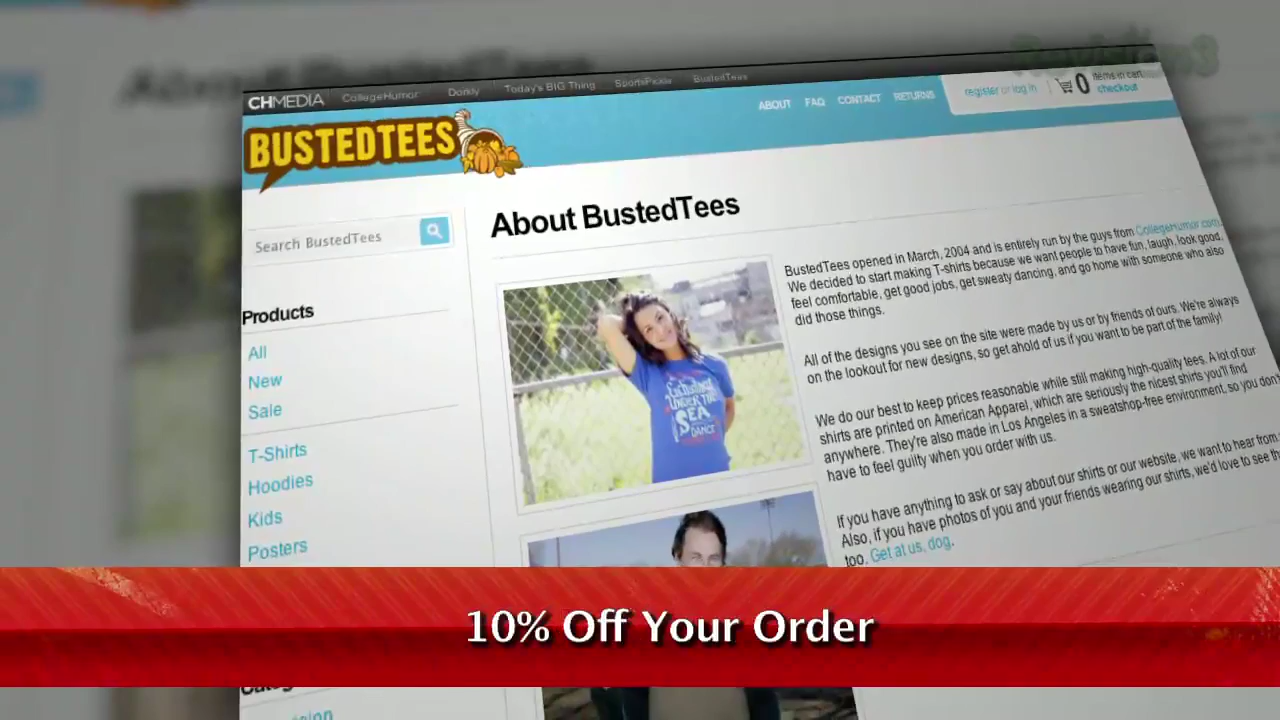 Revision3
CHMEDIA CollegeHumor Dorkly Today's BIG Thing SportsPickle BustedTees
ABOUT FAQ CONTACT RETURNS
register or log in
0 items in cart
checkout
BUSTEDTEES
Search BustedTees
About BustedTees
BustedTees opened in March, 2004 and is entirely run by the guys from CollegeHumor.com.
We decided to start making T-shirts because we want people to have fun, laugh, look good,
feel comfortable, get good jobs, get sweaty dancing, and go home with someone who also
did those things.
All of the designs you see on the site were made by us or by friends of ours. We're always
on the lookout for new designs, so get ahold of us if you want to be part of the family!
We do our best to keep prices reasonable while still making high-quality tees. A lot of our
shirts are printed on American Apparel, which are seriously the nicest shirts you'll find
anywhere. They're also made in Los Angeles in a sweatshop-free environment, so you don't
have to feel guilty when you order with us.
If you have anything to ask or say about our shirts or our website, we want to hear from
Also, if you have photos of you and your friends wearing our shirts, we'd love to see the
too. Get at us, dog.
Products
All
New
Sale
T-Shirts
Hoodies
Kids
Posters
Enchantment
UNDER THE
SEA
DANCE
10% Off Your Order